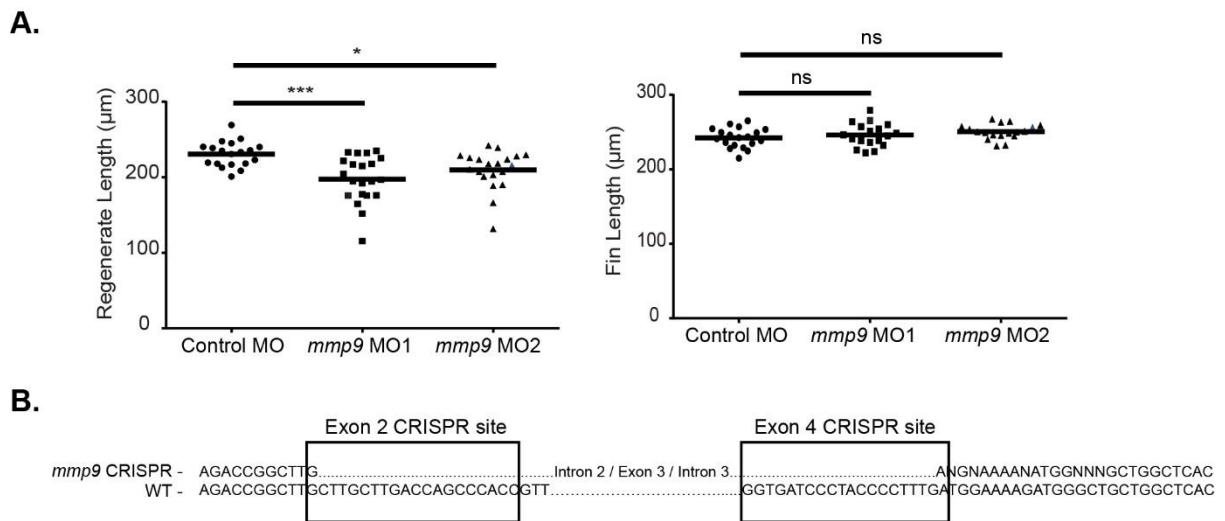 A.
*
***
Regenerate Length (µm)
300
200
100
0
Control MO
mmp9 MO1
mmp9 MO2
ns
ns
Fin Length (µm)
300
200
100
0
Control MO
mmp9 MO1
mmp9 MO2
B.
Exon 2 CRISPR site Exon 4 CRISPR site
mmp9 CRISPR - AGACCGGCTTG......................................................Intron 2 / Exon 3 / Intron 3................................................ANGNAAAANATGGNNNGCTGGCTCAC
WT - AGACCGGCTTGCTTGCTTGACCAGCCCACCGTT............................................GGTGATCCCTACCCCTTTGATGGAAAAGATGGGCTGCTGGCTCAC